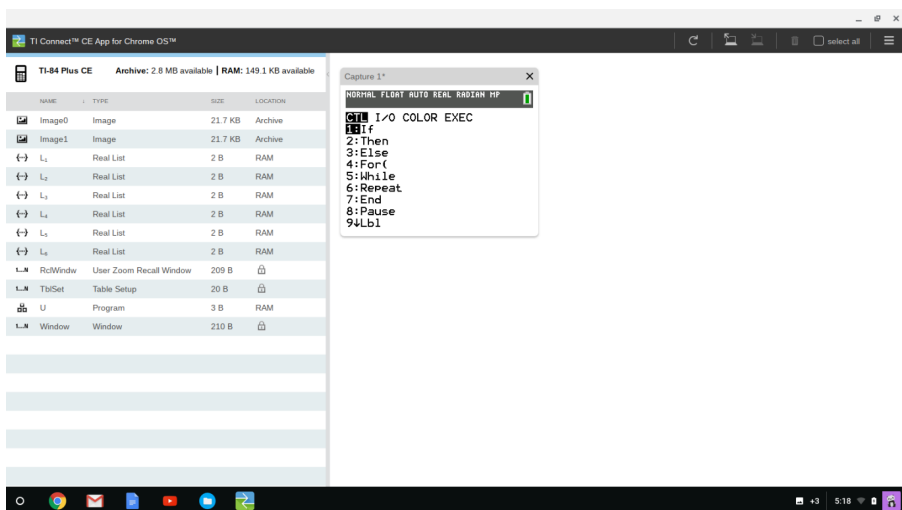 TI Connect™ CE App for Chrome OS™
select all
TI-84 Plus CE Archive: 2.8 MB available | RAM: 149.1 KB available
NAME TYPE SIZE LOCATION
Image0 Image 21.7 KB Archive
Image1 Image 21.7 KB Archive
L₁ Real List 2 B RAM
L₂ Real List 2 B RAM
L₃ Real List 2 B RAM
L₄ Real List 2 B RAM
L₅ Real List 2 B RAM
L₆ Real List 2 B RAM
1...N RclWindw User Zoom Recall Window 209 B
1...N TblSet Table Setup 20 B
U Program 3 B RAM
1...N Window Window 210 B
Capture 1*
NORMAL FLOAT AUTO REAL RADIAN MP
CTL I/O COLOR EXEC
1:If
2:Then
3:Else
4:For(
5:While
6:Repeat
7:End
8:Pause
9↓Lbl
+3 5:18